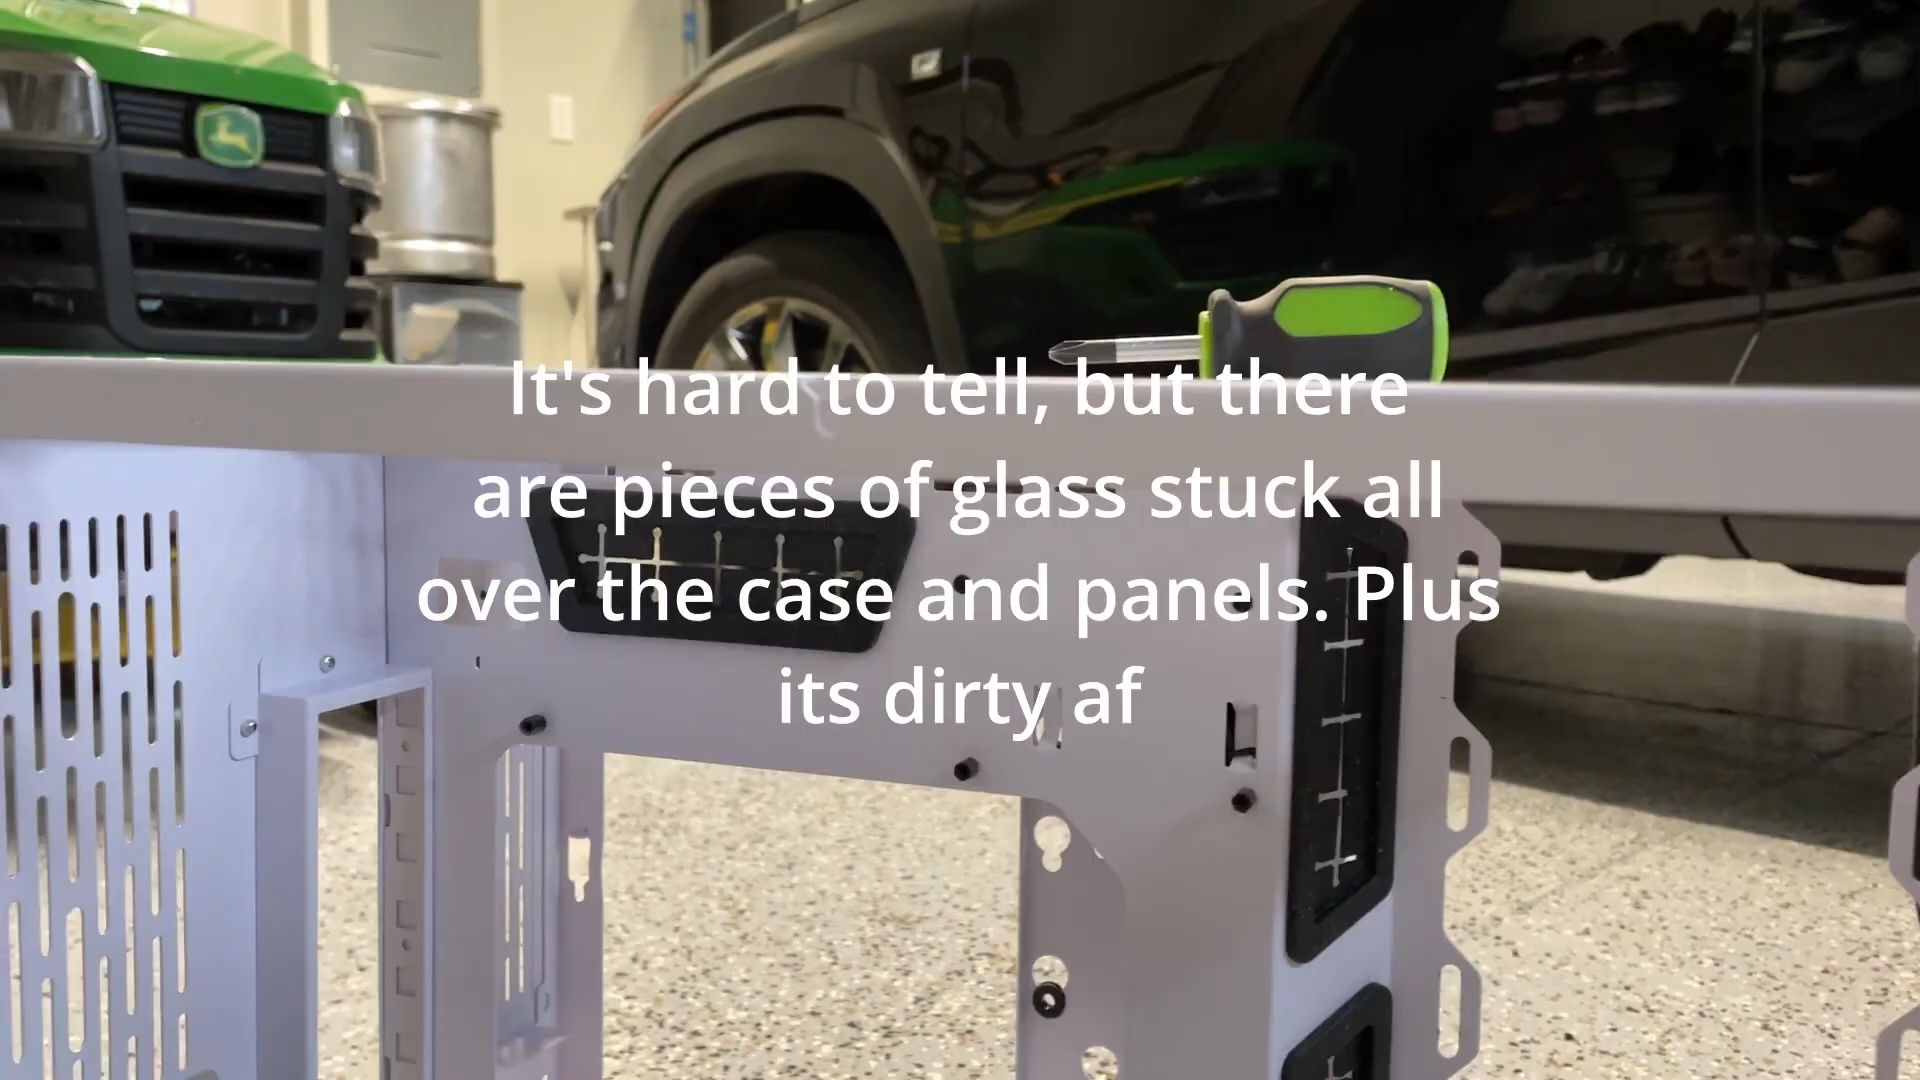 It's hard to tell, but there
are pieces of glass stuck all
over the case and panels. Plus
its dirty af